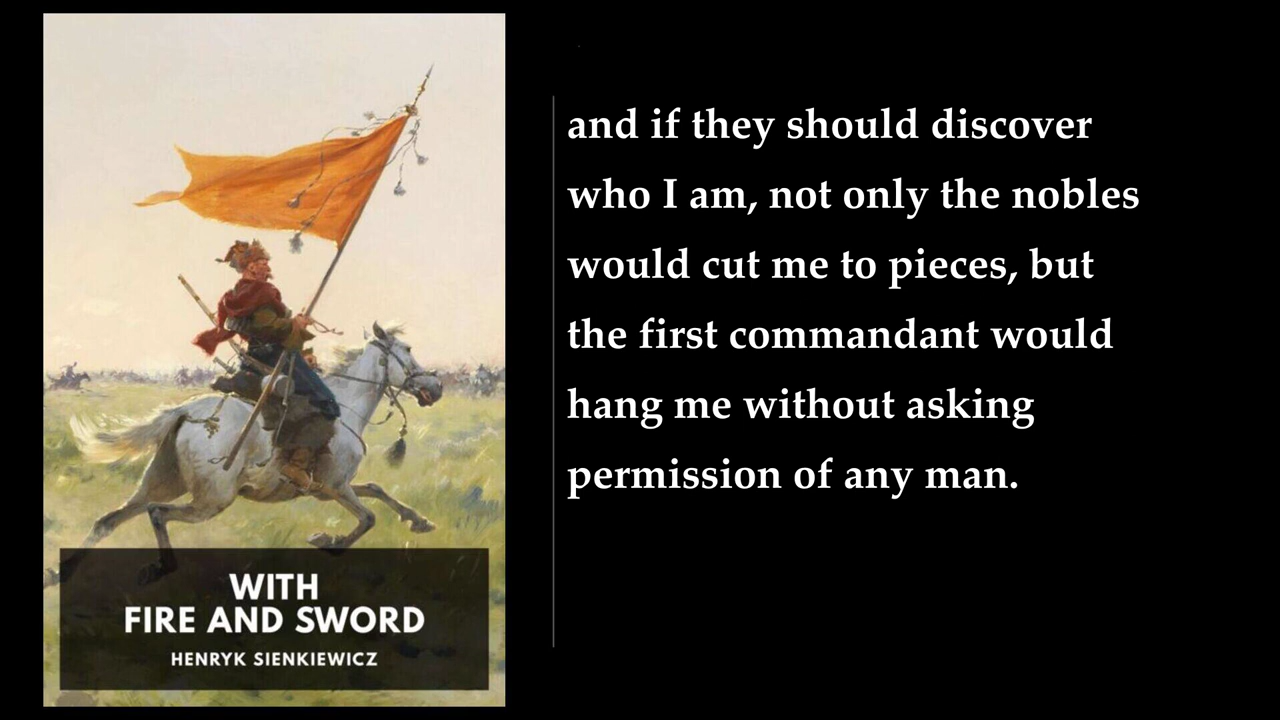 WITH
FIRE AND SWORD
HENRYK SIENKIEWICZ
and if they should discover
who I am, not only the nobles
would cut me to pieces, but
the first commandant would
hang me without asking
permission of any man.